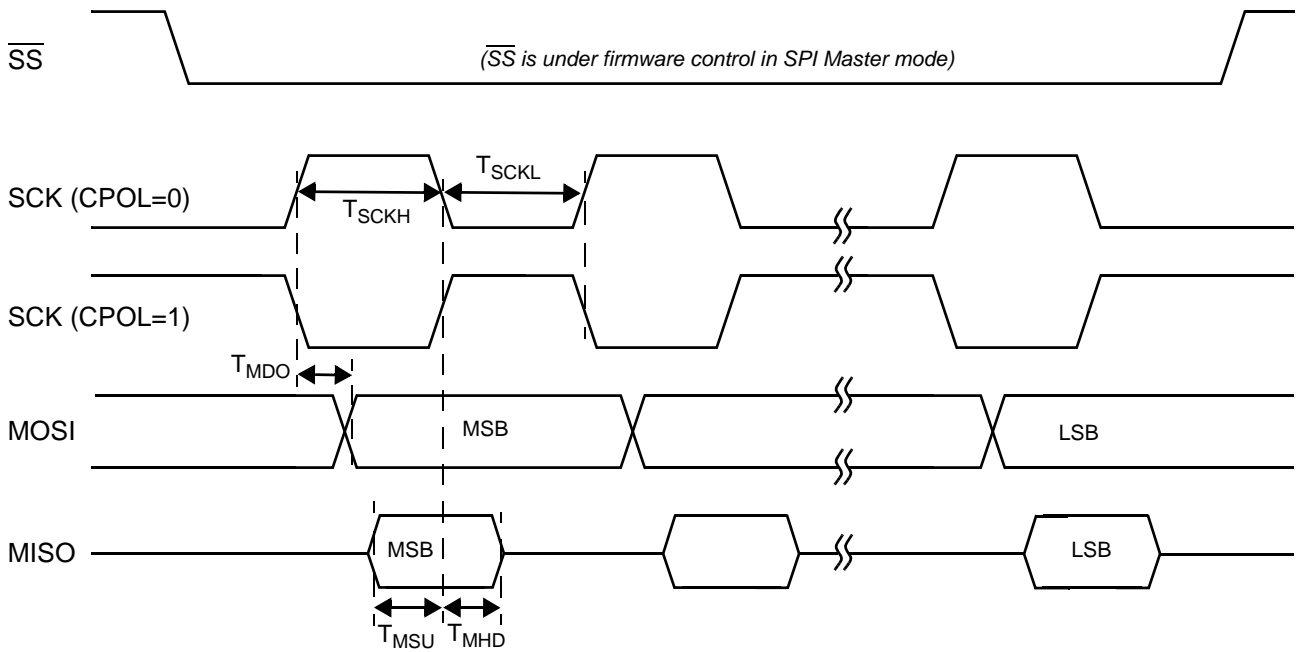 SS
(SS is under firmware control in SPI Master mode)
SCK (CPOL=0)
TSCKH
TSCKL
SCK (CPOL=1)
TMDO
MOSI
MSB
LSB
MISO
MSB
LSB
TMSU
TMHD